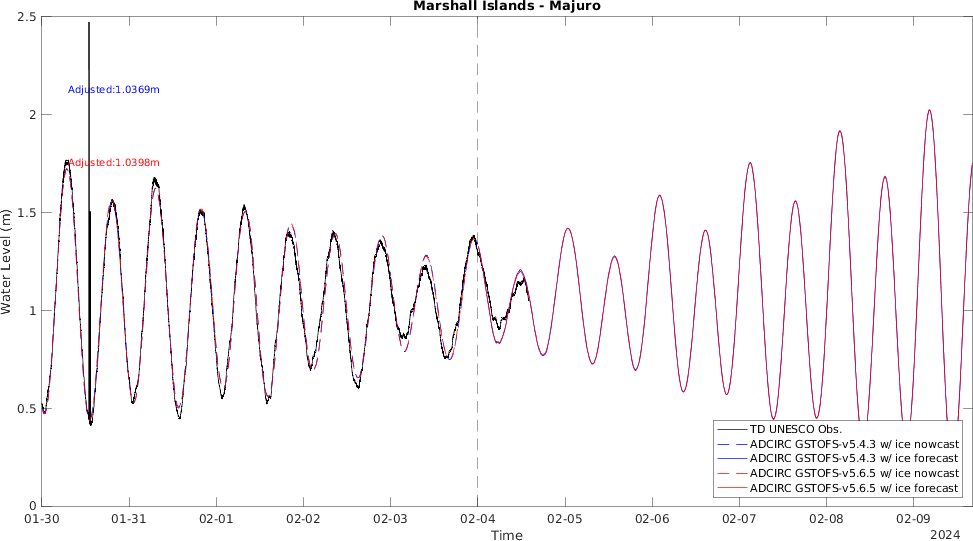 Marshall Islands - Majuro
2.5
2
1.5
1
0.5
0
Water Level (m)
Adjusted:1.0369m
Adjusted:1.0398m
TD UNESCO Obs.
ADCIRC GSTOFS-v5.4.3 w/ ice nowcast
ADCIRC GSTOFS-v5.4.3 w/ ice forecast
ADCIRC GSTOFS-v5.6.5 w/ ice nowcast
ADCIRC GSTOFS-v5.6.5 w/ ice forecast
01-30 01-31 02-01 02-02 02-03 02-04 02-05 02-06 02-07 02-08 02-09
Time
2024